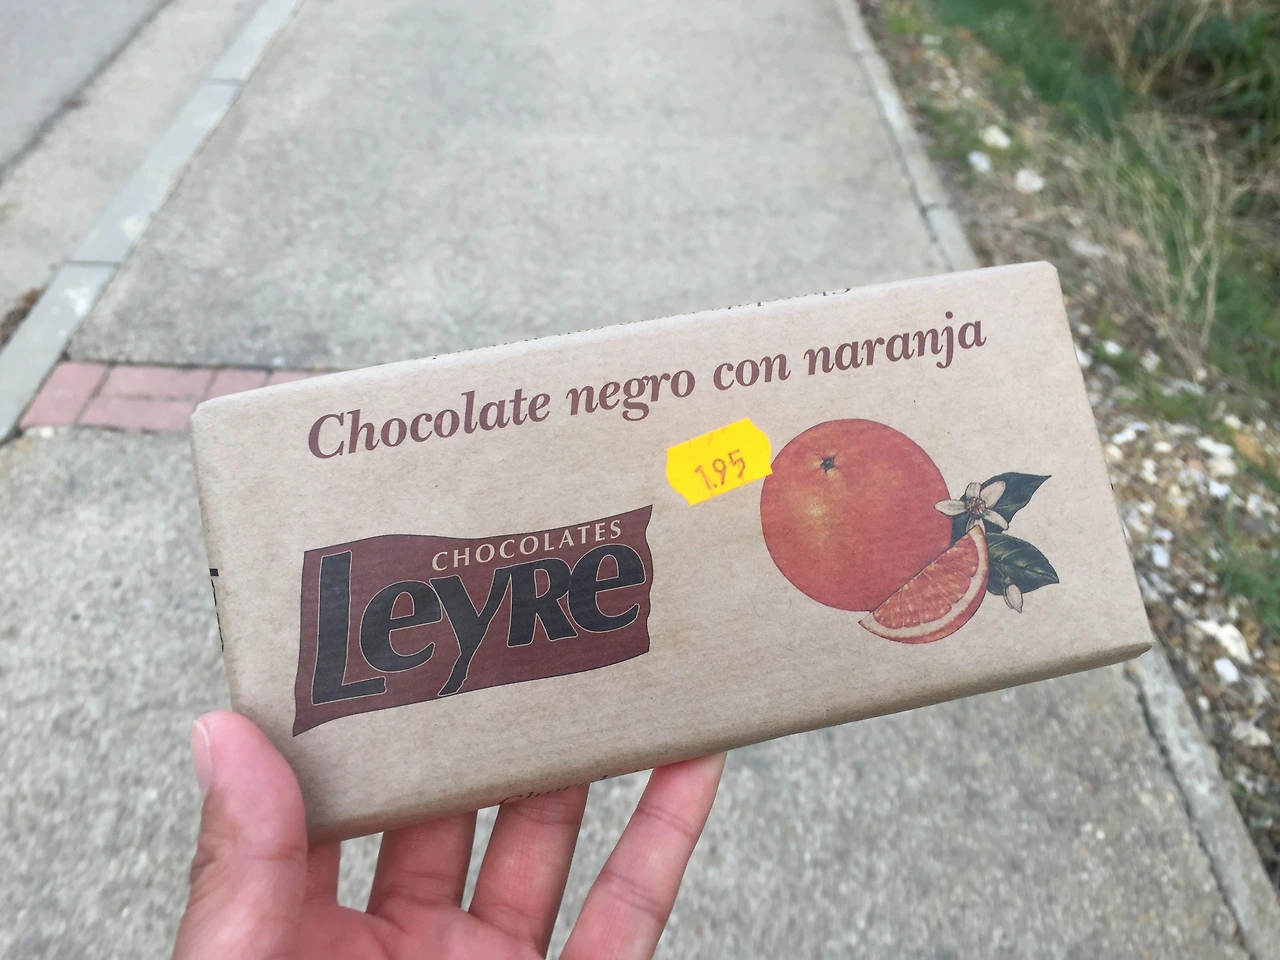 Chocolate negro con naranja
1.95
CHOCOLATES
Leyre